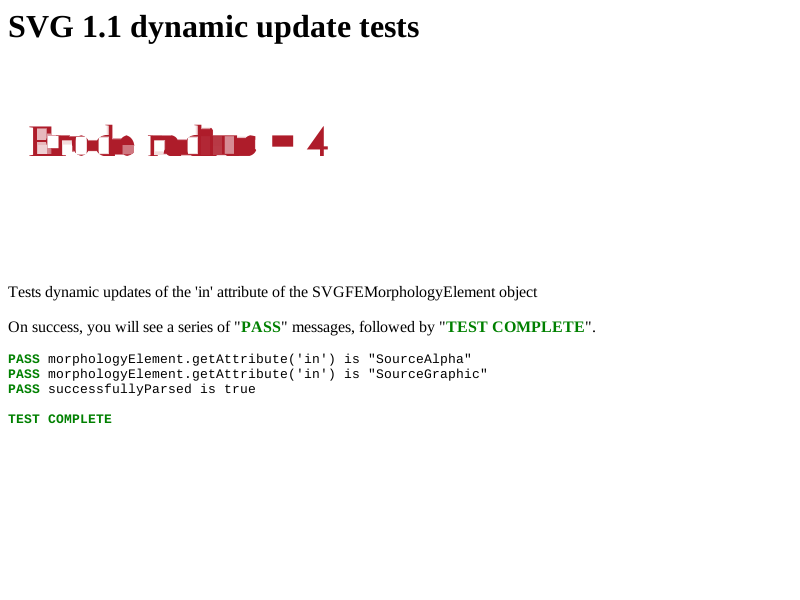 SVG 1.1 dynamic update tests
Erode radius = 4
Tests dynamic updates of the 'in' attribute of the SVGFEMorphologyElement object
On success, you will see a series of "PASS" messages, followed by "TEST COMPLETE".
PASS morphologyElement.getAttribute('in') is "SourceAlpha"
PASS morphologyElement.getAttribute('in') is "SourceGraphic"
PASS successfullyParsed is true
TEST COMPLETE